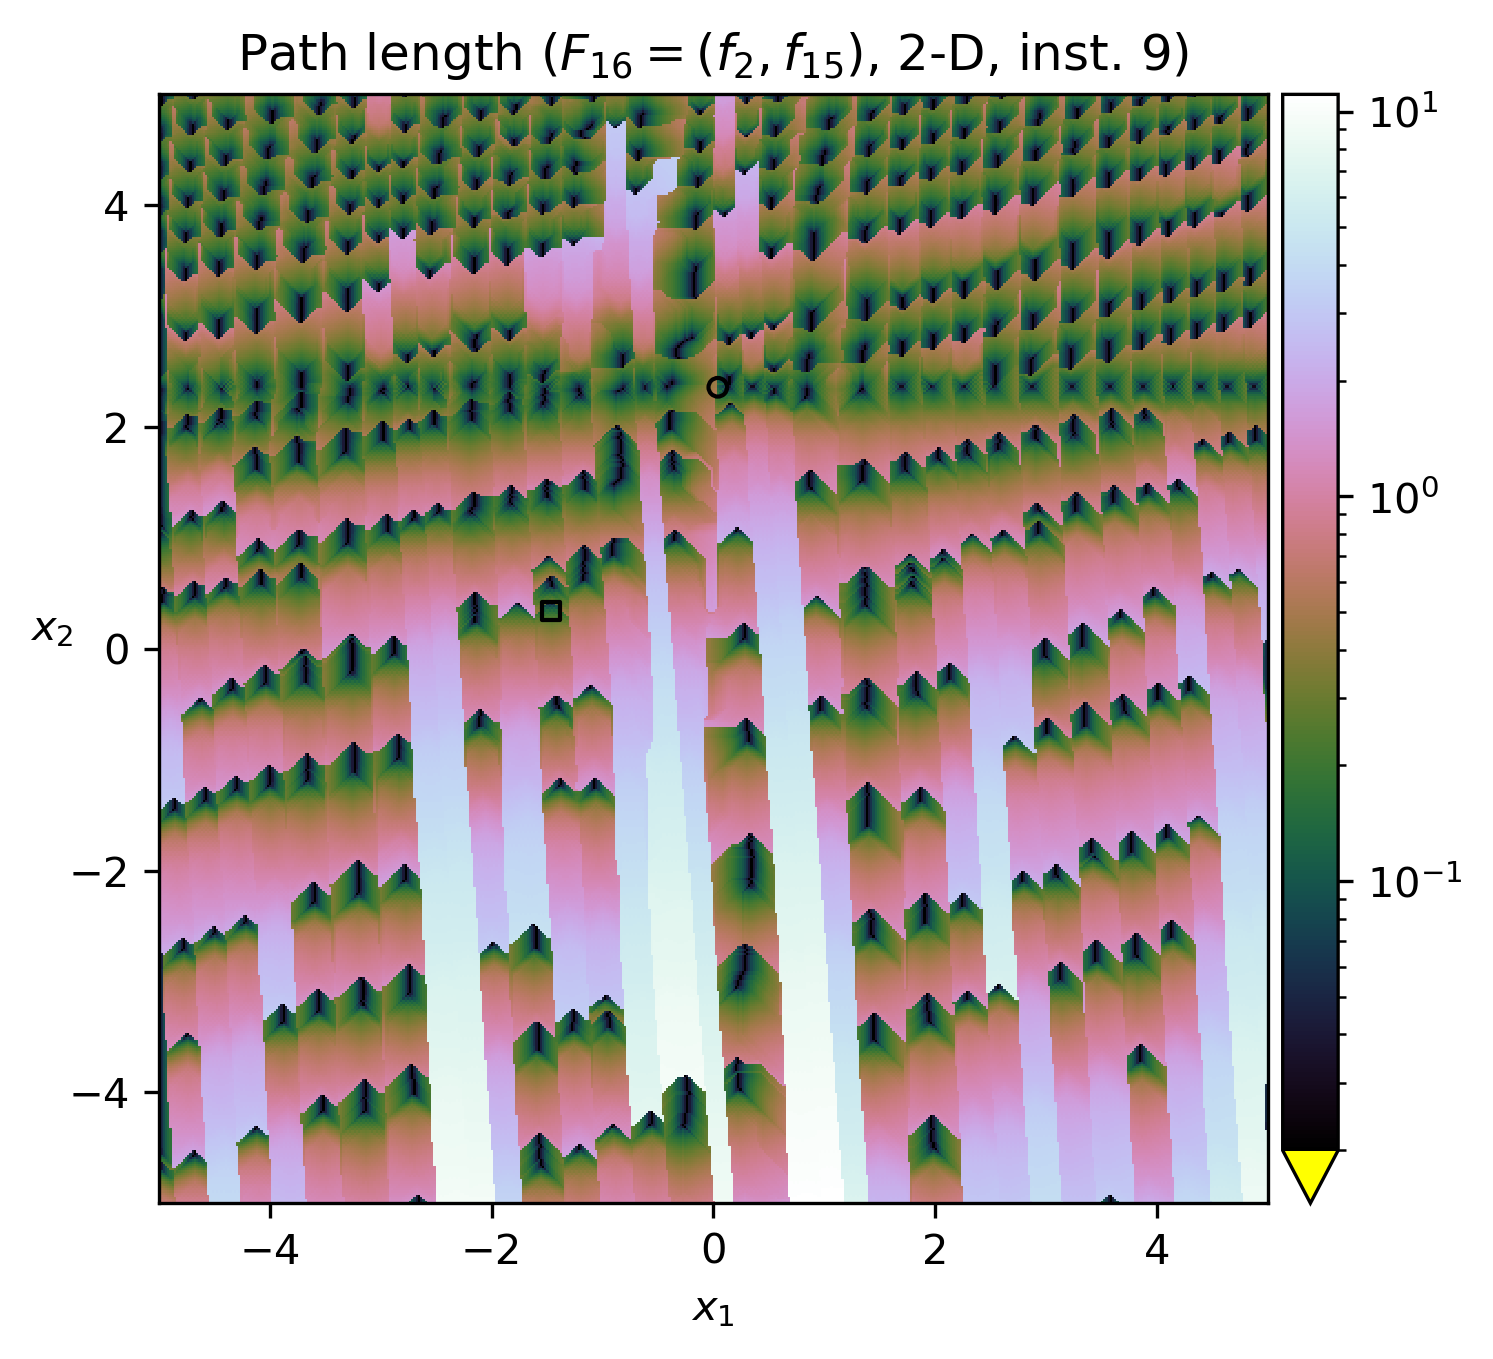 Path length (F₁₆ = (f₂, f₁₅), 2-D, inst. 9)
10¹
10⁰
10⁻¹
4
2
0
−2
−4
x₂
−4 −2 0 2 4
x₁